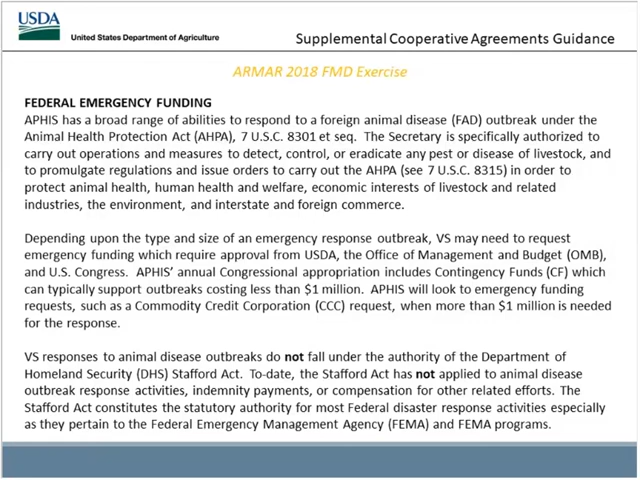 USDA
United States Department of Agriculture
Supplemental Cooperative Agreements Guidance
ARMAR 2018 FMD Exercise
FEDERAL EMERGENCY FUNDING
APHIS has a broad range of abilities to respond to a foreign animal disease (FAD) outbreak under the
Animal Health Protection Act (AHPA), 7 U.S.C. 8301 et seq. The Secretary is specifically authorized to
carry out operations and measures to detect, control, or eradicate any pest or disease of livestock, and
to promulgate regulations and issue orders to carry out the AHPA (see 7 U.S.C. 8315) in order to
protect animal health, human health and welfare, economic interests of livestock and related
industries, the environment, and interstate and foreign commerce.
Depending upon the type and size of an emergency response outbreak, VS may need to request
emergency funding which require approval from USDA, the Office of Management and Budget (OMB),
and U.S. Congress. APHIS’ annual Congressional appropriation includes Contingency Funds (CF) which
can typically support outbreaks costing less than $1 million. APHIS will look to emergency funding
requests, such as a Commodity Credit Corporation (CCC) request, when more than $1 million is needed
for the response.
VS responses to animal disease outbreaks do not fall under the authority of the Department of
Homeland Security (DHS) Stafford Act. To-date, the Stafford Act has not applied to animal disease
outbreak response activities, indemnity payments, or compensation for other related efforts. The
Stafford Act constitutes the statutory authority for most Federal disaster response activities especially
as they pertain to the Federal Emergency Management Agency (FEMA) and FEMA programs.